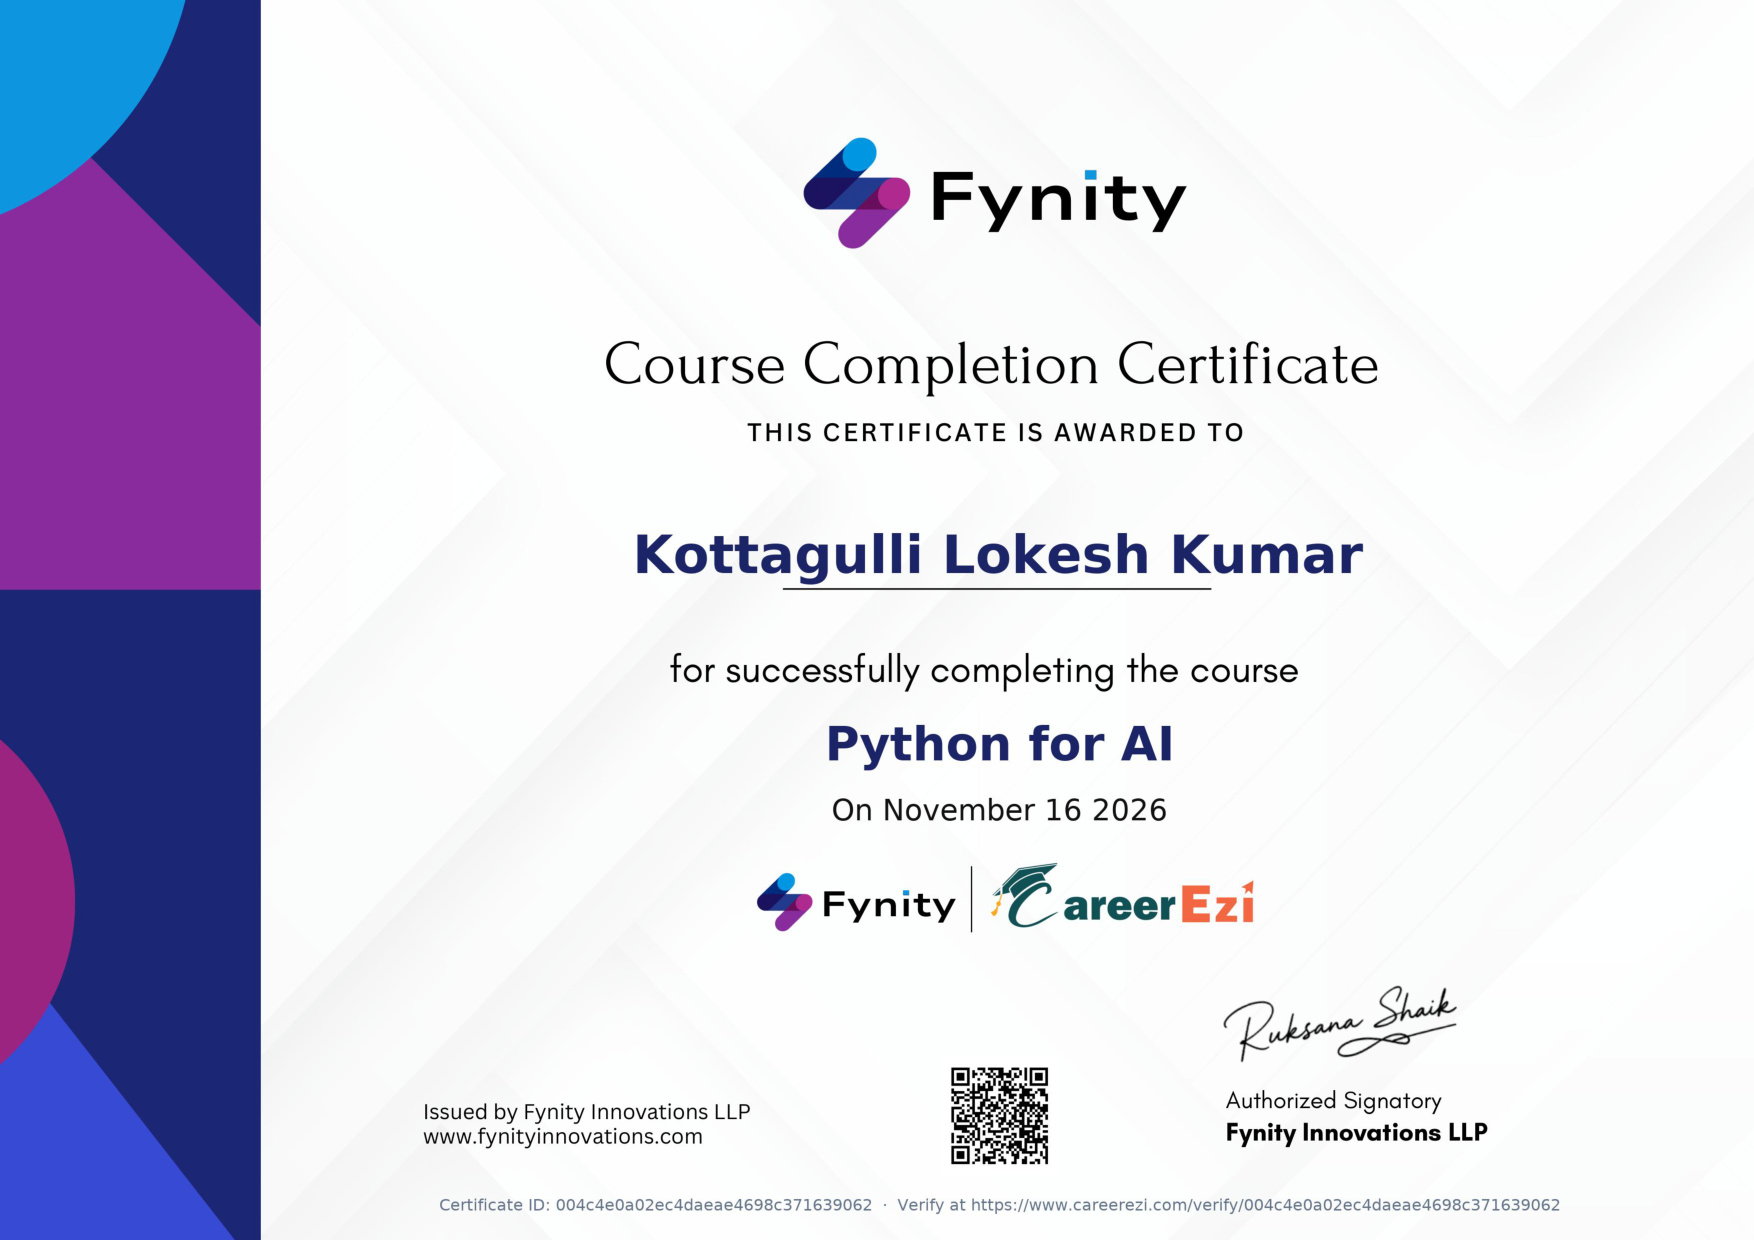 Fynity
Course Completion Certificate
THIS CERTIFICATE IS AWARDED TO
Kottagulli Lokesh Kumar
for successfully completing the course
Python for AI
On November 16 2026
Fynity | CareerEzi
Ruksana Shaik
Issued by Fynity Innovations LLP
www.fynityinnovations.com
Authorized Signatory
Fynity Innovations LLP
Certificate ID: 004c4e0a02ec4daeae4698c371639062 · Verify at https://www.careerezi.com/verify/004c4e0a02ec4daeae4698c371639062